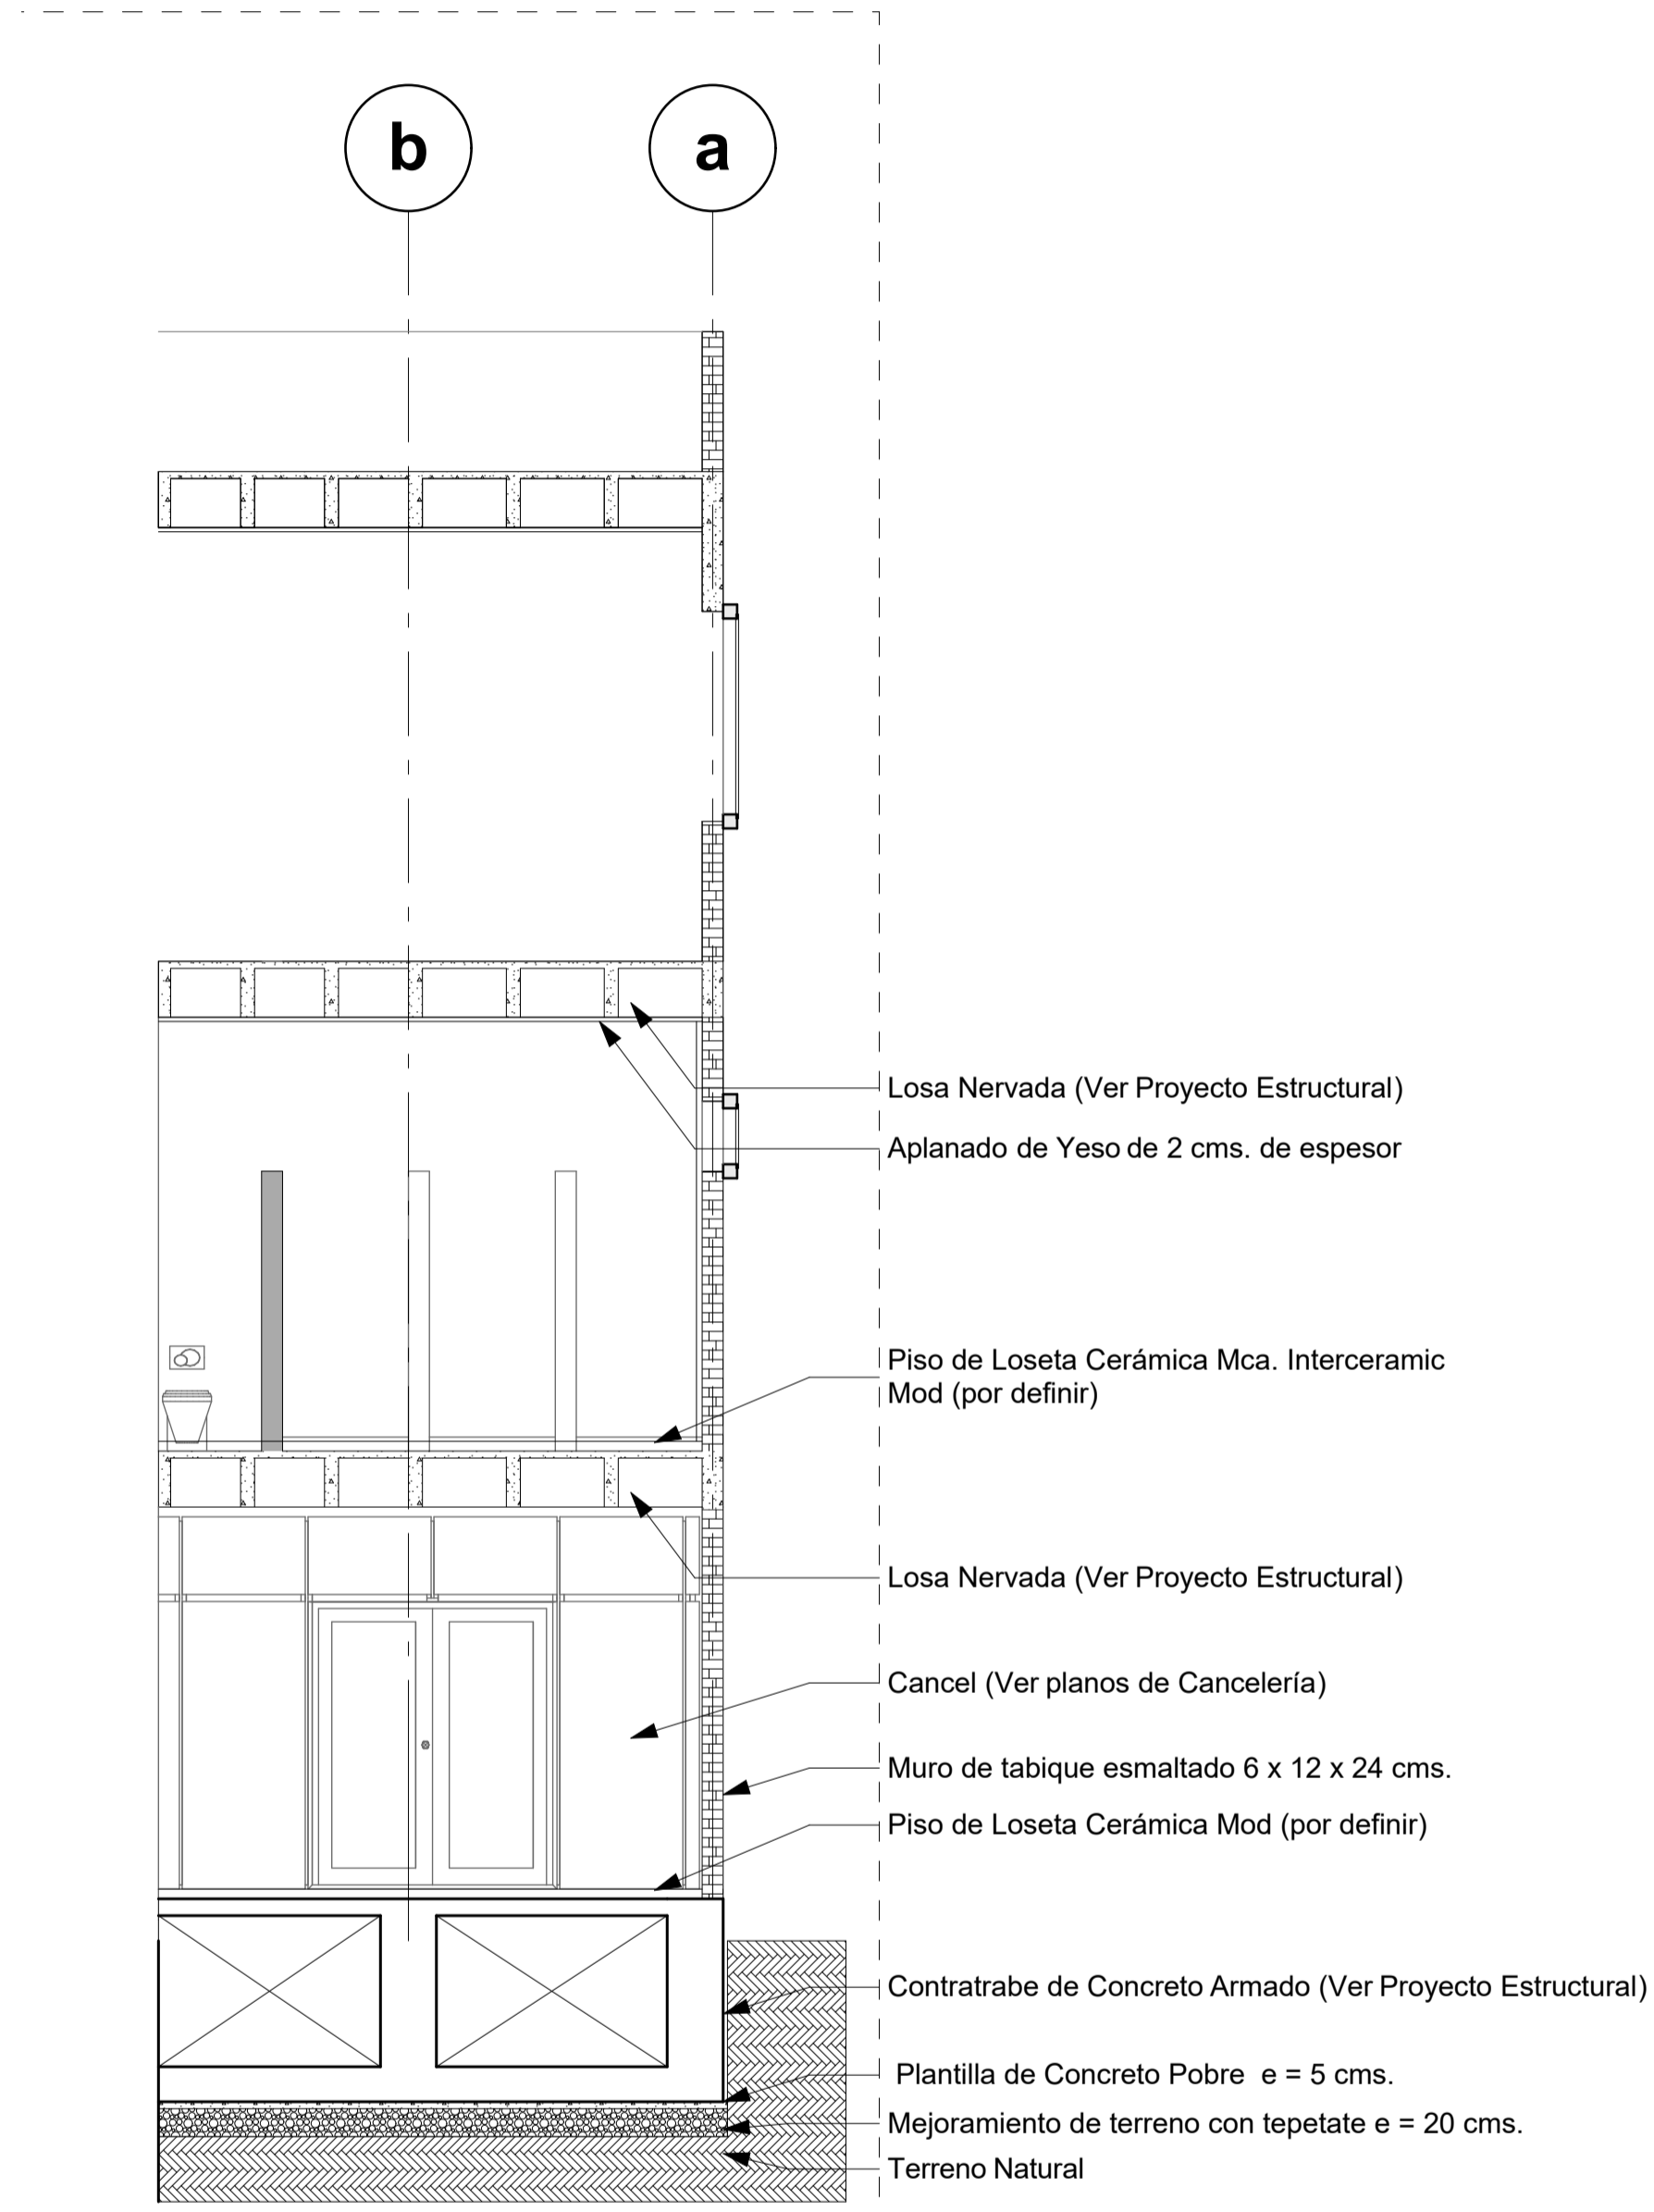 b
a
Losa Nervada (Ver Proyecto Estructural)
Aplanado de Yeso de 2 cms. de espesor
Piso de Loseta Cerámica Mca. Interceramic
Mod (por definir)
Losa Nervada (Ver Proyecto Estructural)
Cancel (Ver planos de Cancelería)
Muro de tabique esmaltado 6 x 12 x 24 cms.
Piso de Loseta Cerámica Mod (por definir)
Contratrabe de Concreto Armado (Ver Proyecto Estructural)
Plantilla de Concreto Pobre e = 5 cms.
Mejoramiento de terreno con tepetate e = 20 cms.
Terreno Natural